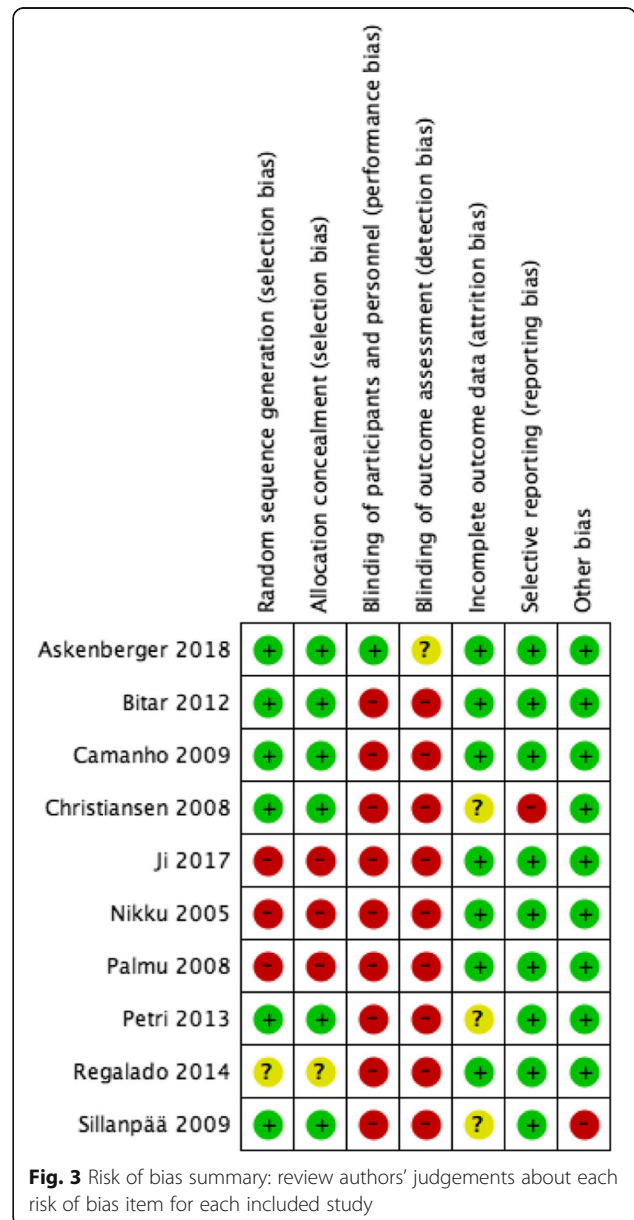 Random sequence generation (selection bias)
Allocation concealment (selection bias)
Blinding of participants and personnel (performance bias)
Blinding of outcome assessment (detection bias)
Incomplete outcome data (attrition bias)
Selective reporting (reporting bias)
Other bias
Askenberger 2018 + + + ? + + +
Bitar 2012 + + - - + + +
Camanho 2009 + + - - + + +
Christiansen 2008 + + - - ? - +
Ji 2017 - - - - + + +
Nikku 2005 - - - - + + +
Palmu 2008 - - - - + + +
Petri 2013 + + - - ? + +
Regalado 2014 ? ? - - + + +
Sillanpää 2009 + + - - ? + -
Fig. 3 Risk of bias summary: review authors’ judgements about each
risk of bias item for each included study